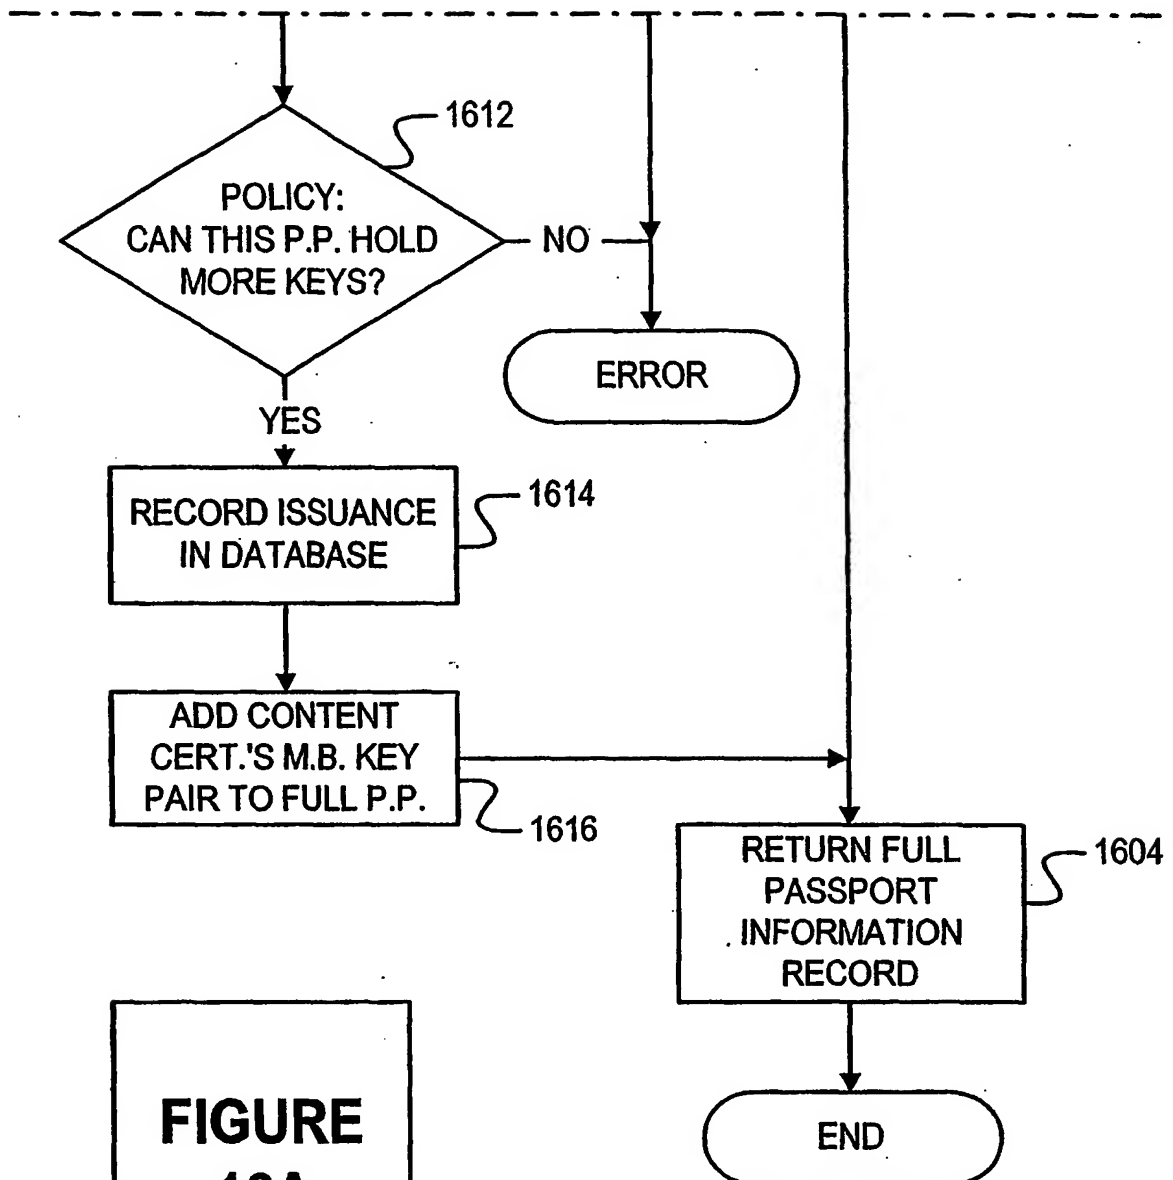 1612
POLICY:
CAN THIS P.P. HOLD
MORE KEYS?
NO
ERROR
YES
RECORD ISSUANCE
IN DATABASE
1614
ADD CONTENT
CERT.'S M.B. KEY
PAIR TO FULL P.P.
1616
RETURN FULL
PASSPORT
INFORMATION
RECORD
1604
END
FIGURE